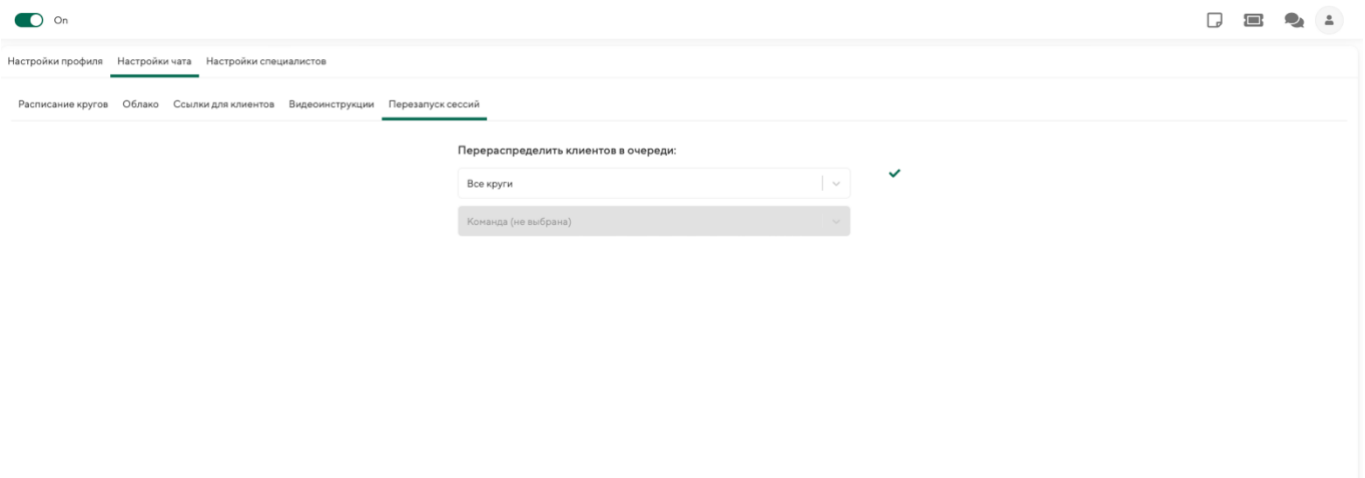 On
Настройки профиля Настройки чата Настройки специалистов
Расписание кругов Облако Ссылки для клиентов Видеоинструкции Перезапуск сессий
Перераспределить клиентов в очереди:
Все круги
Команда (не выбрана)